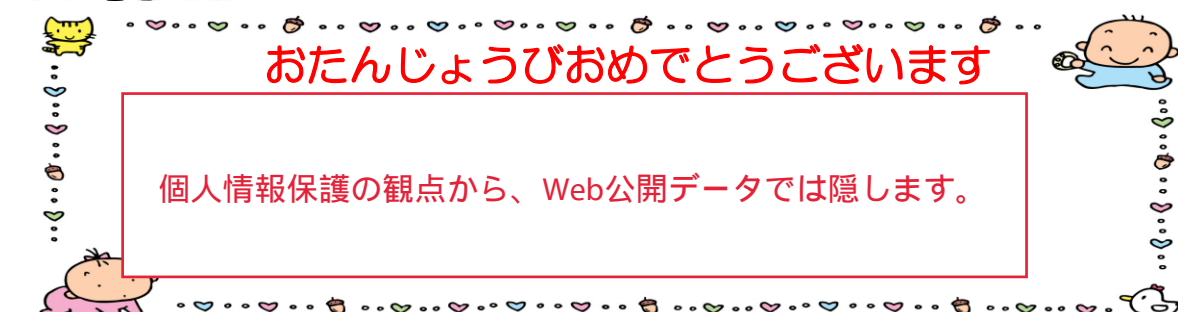 おたんじょうびおめでとうございます
個人情報保護の観点から、Web公開データでは隠します。